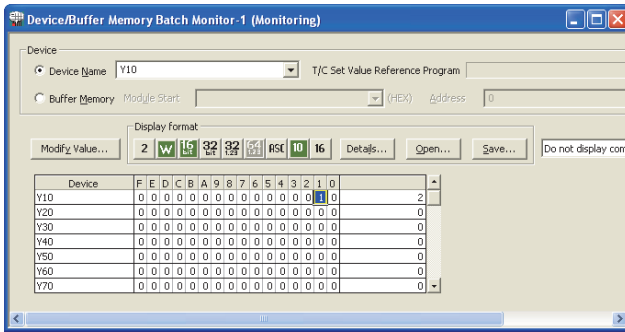 Device/Buffer Memory Batch Monitor-1 (Monitoring)
Device
Device Name Y10 T/C Set Value Reference Program
Buffer Memory Module Start (HEX) Address 0
Display format
Modify Value... 2 W 16 bit 32 bit 32 1.23 64 1.23 ASC 10 16 Details... Open... Save... Do not display com
Device F E D C B A 9 8 7 6 5 4 3 2 1 0
Y10 0 0 0 0 0 0 0 0 0 0 0 0 0 0 1 0 2
Y20 0 0 0 0 0 0 0 0 0 0 0 0 0 0 0 0 0
Y30 0 0 0 0 0 0 0 0 0 0 0 0 0 0 0 0 0
Y40 0 0 0 0 0 0 0 0 0 0 0 0 0 0 0 0 0
Y50 0 0 0 0 0 0 0 0 0 0 0 0 0 0 0 0 0
Y60 0 0 0 0 0 0 0 0 0 0 0 0 0 0 0 0 0
Y70 0 0 0 0 0 0 0 0 0 0 0 0 0 0 0 0 0